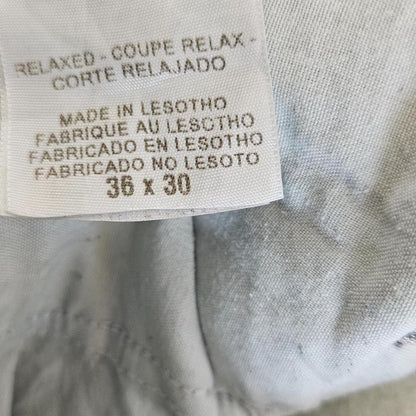 RELAXED - COUPE RELAX -
CORTE RELAJADO
MADE IN LESOTHO
FABRIQUE AU LESOTHO
FABRICADO EN LESOTHO
FABRICADO NO LESOTO
36 x 30